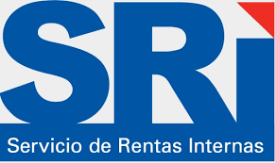 SRi
Servicio de Rentas Internas